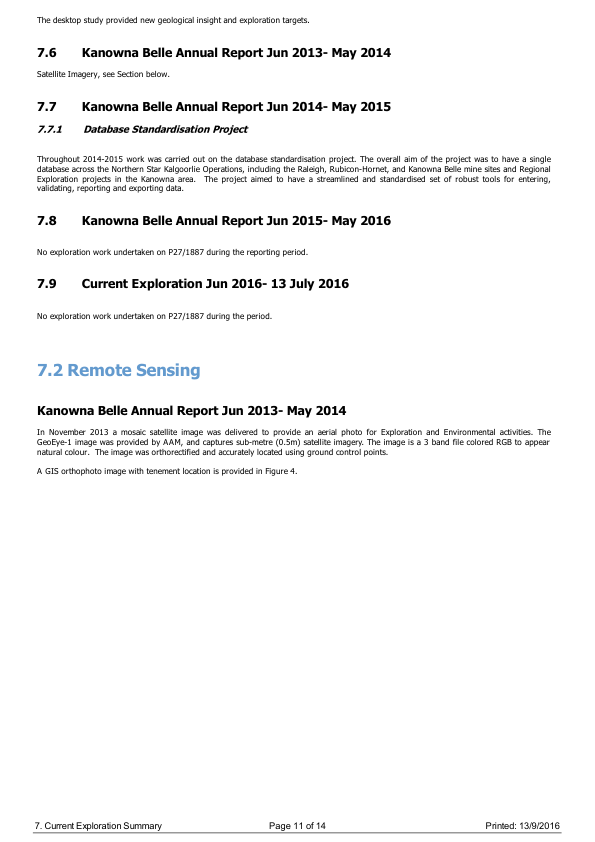 The desktop study provided new geological insight and exploration targets.
7.6 Kanowna Belle Annual Report Jun 2013- May 2014
Satellite Imagery, see Section below.
7.7 Kanowna Belle Annual Report Jun 2014- May 2015
7.7.1 Database Standardisation Project
Throughout 2014-2015 work was carried out on the database standardisation project. The overall aim of the project was to have a single
database across the Northern Star Kalgoorlie Operations, including the Raleigh, Rubicon-Hornet, and Kanowna Belle mine sites and Regional
Exploration projects in the Kanowna area. The project aimed to have a streamlined and standardised set of robust tools for entering,
validating, reporting and exporting data.
7.8 Kanowna Belle Annual Report Jun 2015- May 2016
No exploration work undertaken on P27/1887 during the reporting period.
7.9 Current Exploration Jun 2016- 13 July 2016
No exploration work undertaken on P27/1887 during the period.
7.2 Remote Sensing
Kanowna Belle Annual Report Jun 2013- May 2014
In November 2013 a mosaic satellite image was delivered to provide an aerial photo for Exploration and Environmental activities. The
GeoEye-1 image was provided by AAM, and captures sub-metre (0.5m) satellite imagery. The image is a 3 band file colored RGB to appear
natural colour. The image was orthorectified and accurately located using ground control points.
A GIS orthophoto image with tenement location is provided in Figure 4.
7. Current Exploration Summary Page 11 of 14 Printed: 13/9/2016